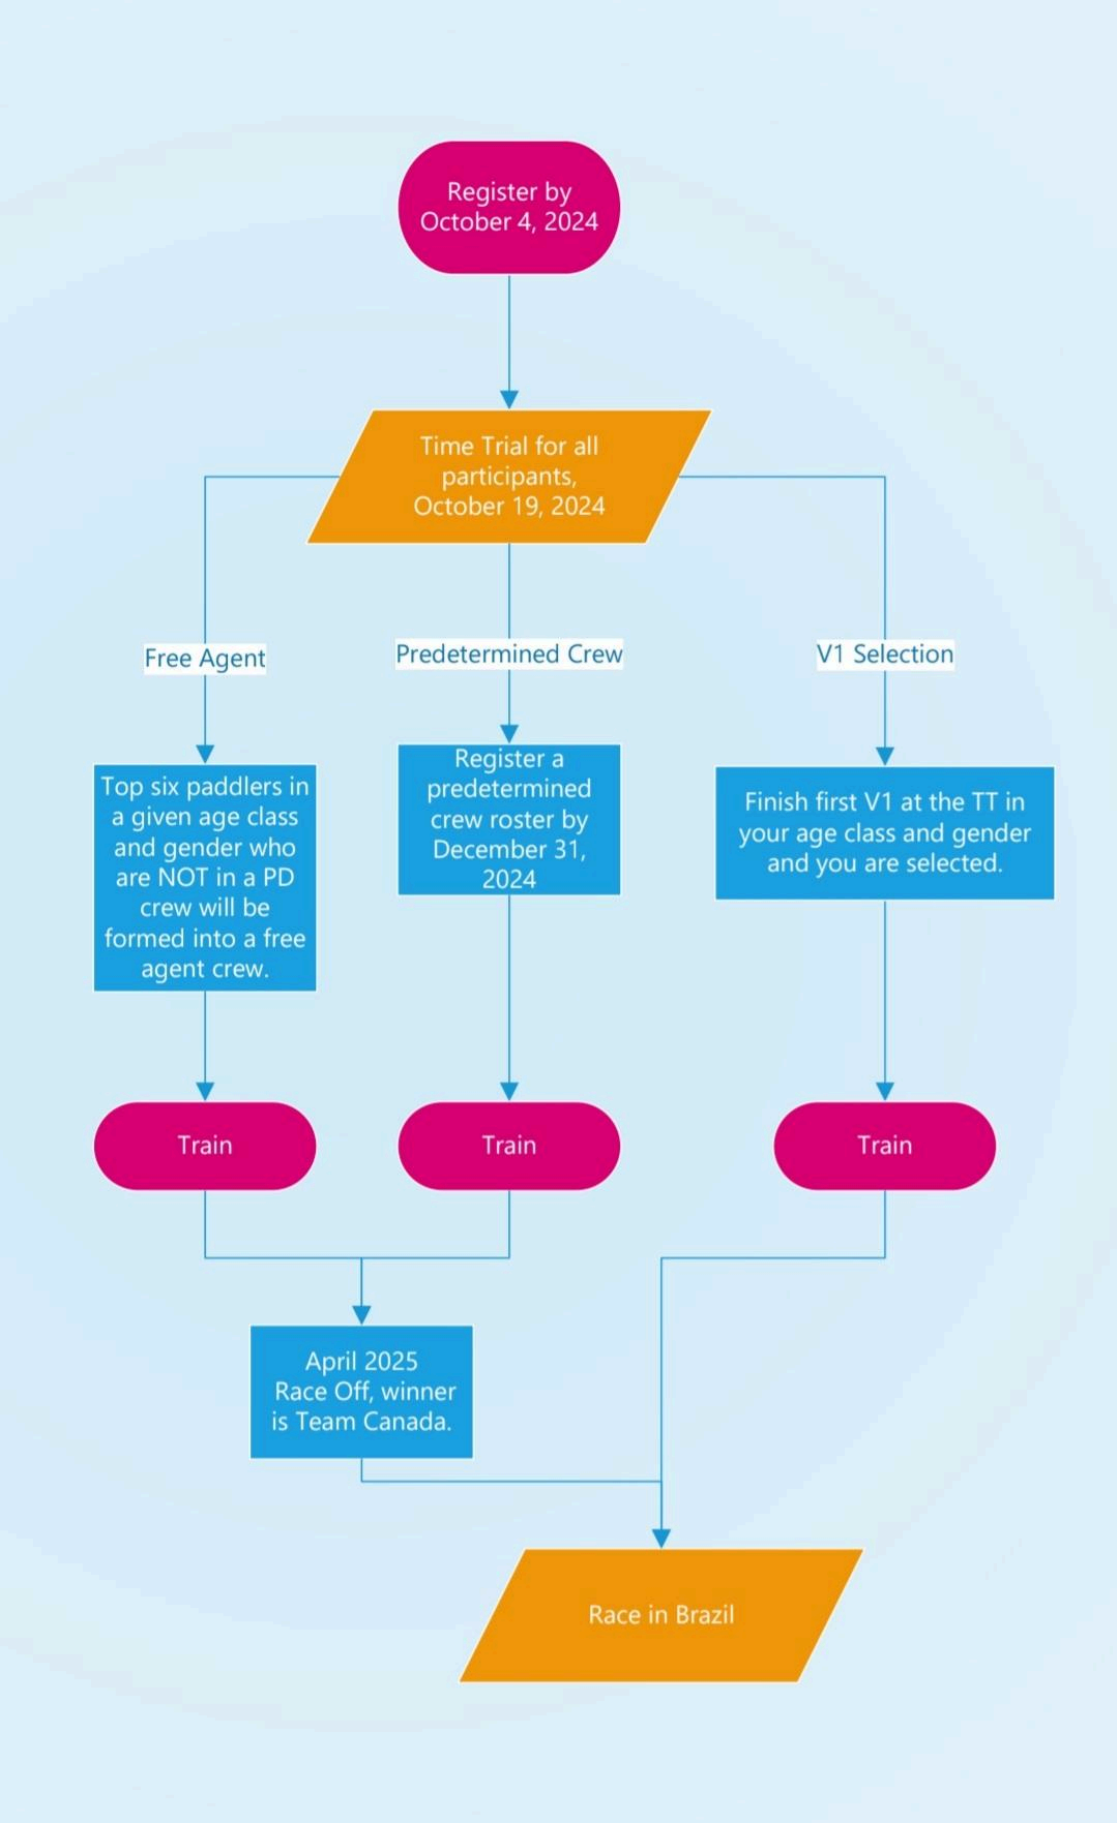 Register by
October 4, 2024
Time Trial for all
participants,
October 19, 2024
Free Agent
Predetermined Crew
V1 Selection
Top six paddlers in
a given age class
and gender who
are NOT in a PD
crew will be
formed into a free
agent crew.
Register a
predetermined
crew roster by
December 31,
2024
Finish first V1 at the TT in
your age class and gender
and you are selected.
Train
Train
Train
April 2025
Race Off, winner
is Team Canada.
Race in Brazil